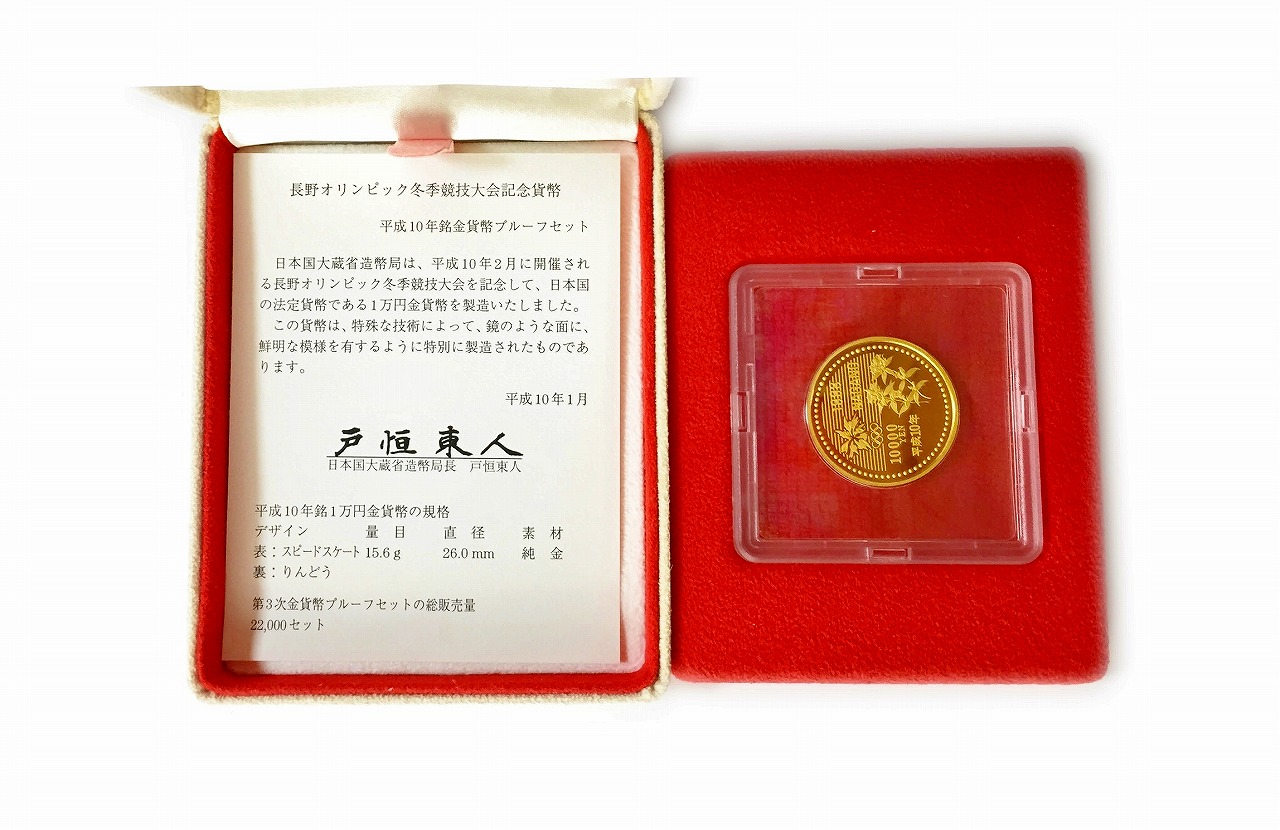 長野オリンピック冬季競技大会記念貨幣
平成10年銘金貨幣プルーフセット
日本国大蔵省造幣局は、平成10年2月に開催され
る長野オリンピック冬季競技大会を記念して、日本国
の法定貨幣である1万円金貨幣を製造いたしました。
この貨幣は、特殊な技術によって、鏡のような面に、
鮮明な模様を有するように特別に製造されたものであ
ります。
平成10年1月
戸恒東人
日本国大蔵省造幣局長　戸恒東人
平成10年銘1万円金貨幣の規格
デザイン　量　目　直　径　素　材
表：スピードスケート 15.6 g　26.0 mm　純　金
裏：りんどう
第3次金貨幣プルーフセットの総販売量
22,000セット
10000
YEN
平成10年